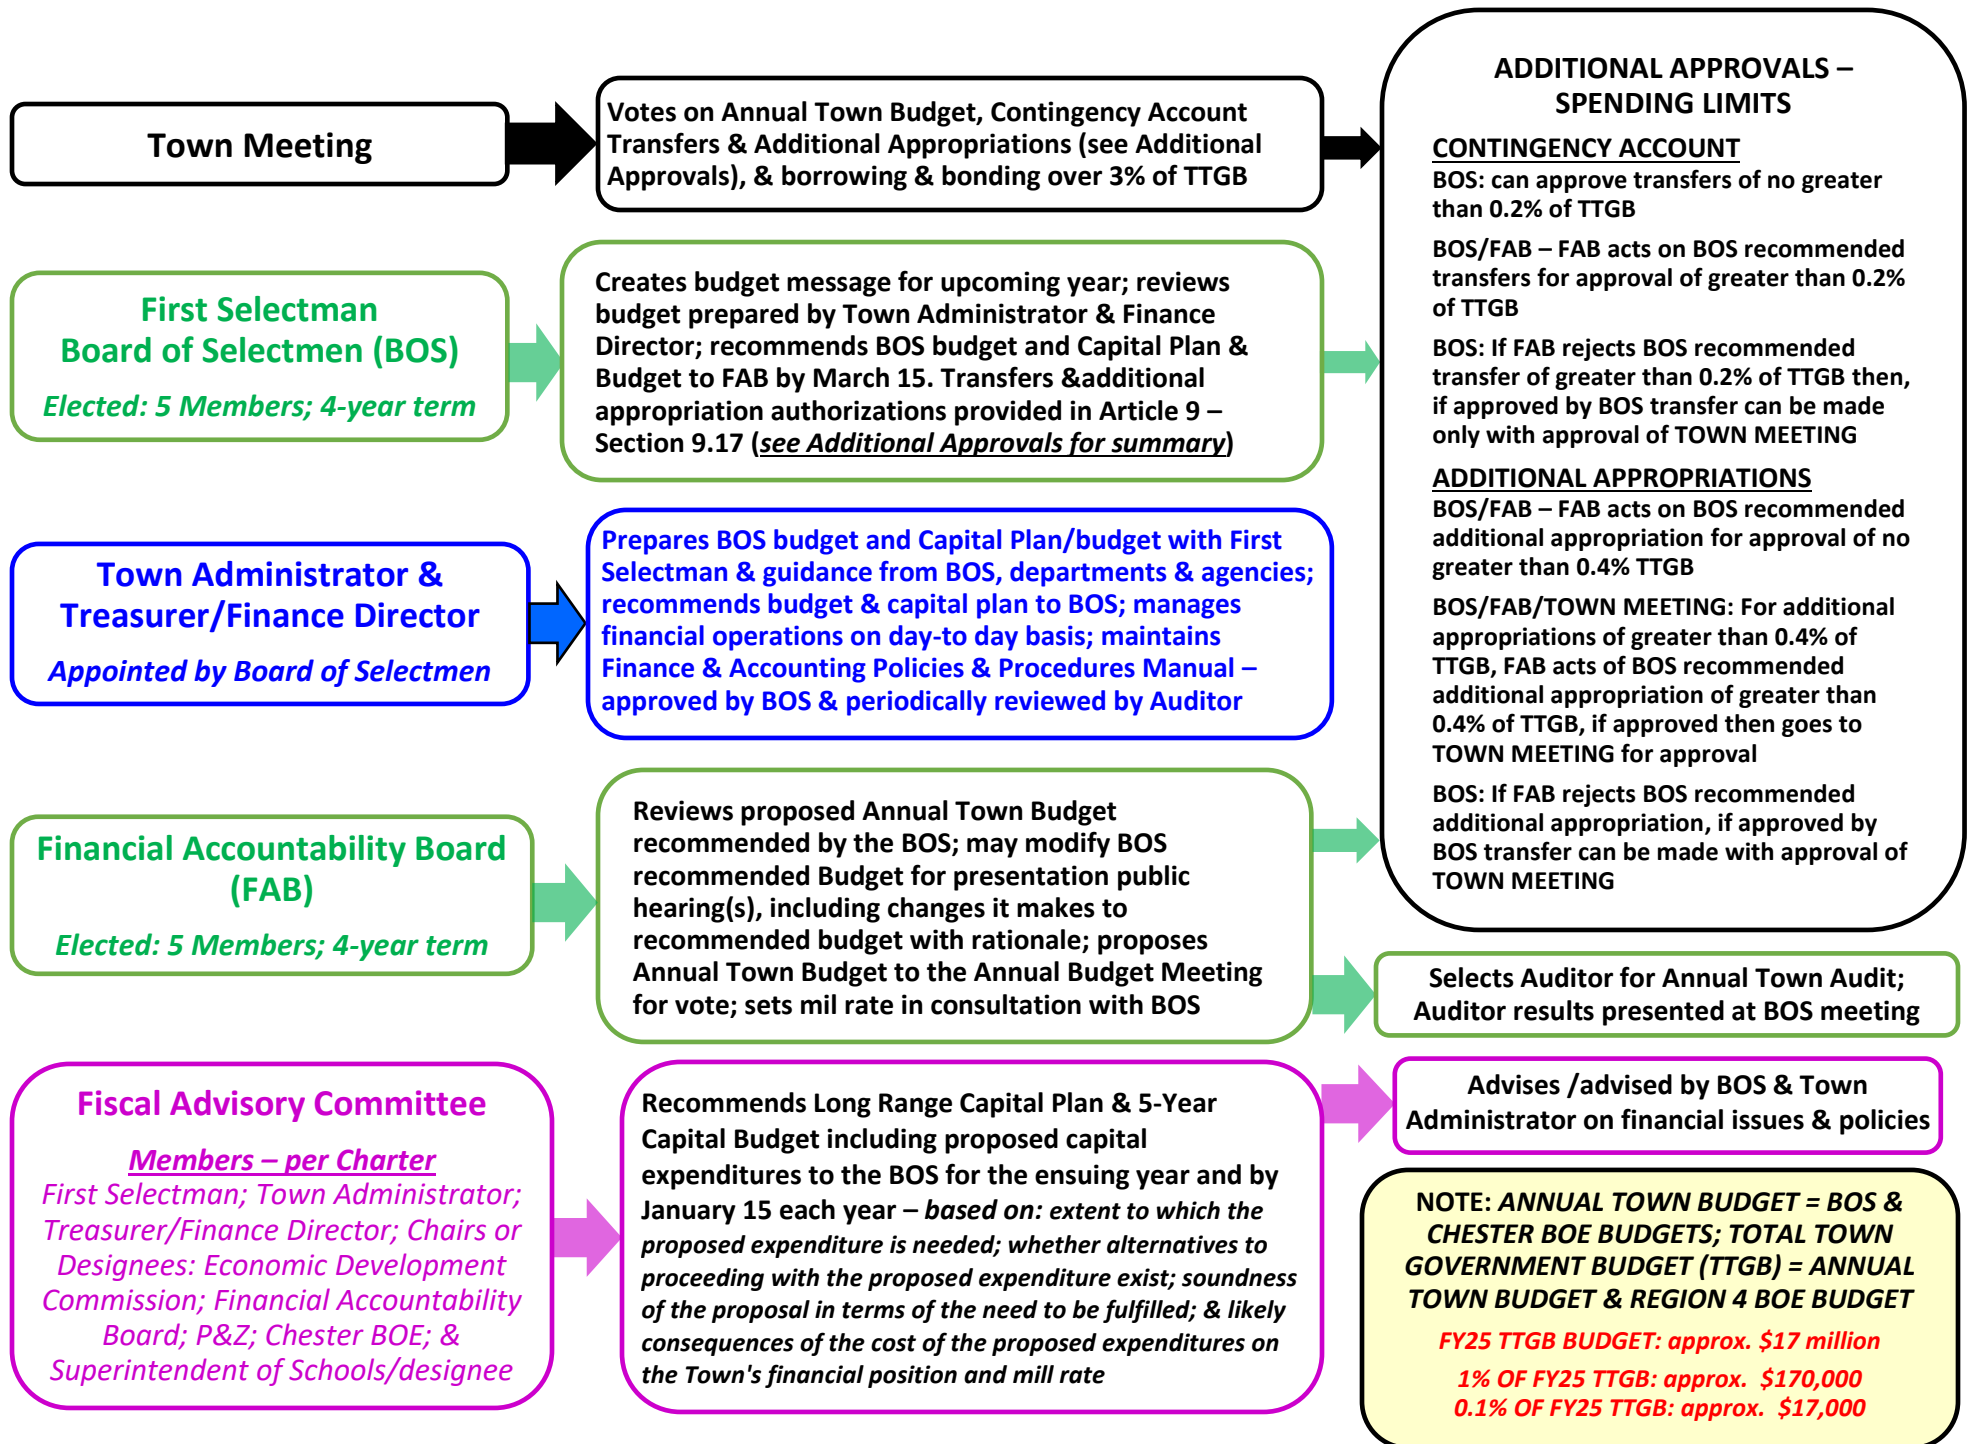 Town Meeting
Votes on Annual Town Budget, Contingency Account
Transfers & Additional Appropriations (see Additional
Approvals), & borrowing & bonding over 3% of TTGB
First Selectman
Board of Selectmen (BOS)
Elected: 5 Members; 4-year term
Creates budget message for upcoming year; reviews
budget prepared by Town Administrator & Finance
Director; recommends BOS budget and Capital Plan &
Budget to FAB by March 15. Transfers &additional
appropriation authorizations provided in Article 9 –
Section 9.17 (see Additional Approvals for summary)
Town Administrator &
Treasurer/Finance Director
Appointed by Board of Selectmen
Prepares BOS budget and Capital Plan/budget with First
Selectman & guidance from BOS, departments & agencies;
recommends budget & capital plan to BOS; manages
financial operations on day-to day basis; maintains
Finance & Accounting Policies & Procedures Manual –
approved by BOS & periodically reviewed by Auditor
Financial Accountability Board
(FAB)
Elected: 5 Members; 4-year term
Reviews proposed Annual Town Budget
recommended by the BOS; may modify BOS
recommended Budget for presentation public
hearing(s), including changes it makes to
recommended budget with rationale; proposes
Annual Town Budget to the Annual Budget Meeting
for vote; sets mil rate in consultation with BOS
Fiscal Advisory Committee
Members – per Charter
First Selectman; Town Administrator;
Treasurer/Finance Director; Chairs or
Designees: Economic Development
Commission; Financial Accountability
Board; P&Z; Chester BOE; &
Superintendent of Schools/designee
Recommends Long Range Capital Plan & 5-Year
Capital Budget including proposed capital
expenditures to the BOS for the ensuing year and by
January 15 each year – based on: extent to which the
proposed expenditure is needed; whether alternatives to
proceeding with the proposed expenditure exist; soundness
of the proposal in terms of the need to be fulfilled; & likely
consequences of the cost of the proposed expenditures on
the Town's financial position and mill rate
ADDITIONAL APPROVALS –
SPENDING LIMITS
CONTINGENCY ACCOUNT
BOS: can approve transfers of no greater
than 0.2% of TTGB
BOS/FAB – FAB acts on BOS recommended
transfers for approval of greater than 0.2%
of TTGB
BOS: If FAB rejects BOS recommended
transfer of greater than 0.2% of TTGB then,
if approved by BOS transfer can be made
only with approval of TOWN MEETING
ADDITIONAL APPROPRIATIONS
BOS/FAB – FAB acts on BOS recommended
additional appropriation for approval of no
greater than 0.4% TTGB
BOS/FAB/TOWN MEETING: For additional
appropriations of greater than 0.4% of
TTGB, FAB acts of BOS recommended
additional appropriation of greater than
0.4% of TTGB, if approved then goes to
TOWN MEETING for approval
BOS: If FAB rejects BOS recommended
additional appropriation, if approved by
BOS transfer can be made with approval of
TOWN MEETING
Selects Auditor for Annual Town Audit;
Auditor results presented at BOS meeting
Advises /advised by BOS & Town
Administrator on financial issues & policies
NOTE: ANNUAL TOWN BUDGET = BOS &
CHESTER BOE BUDGETS; TOTAL TOWN
GOVERNMENT BUDGET (TTGB) = ANNUAL
TOWN BUDGET & REGION 4 BOE BUDGET
FY25 TTGB BUDGET: approx. $17 million
1% OF FY25 TTGB: approx. $170,000
0.1% OF FY25 TTGB: approx. $17,000